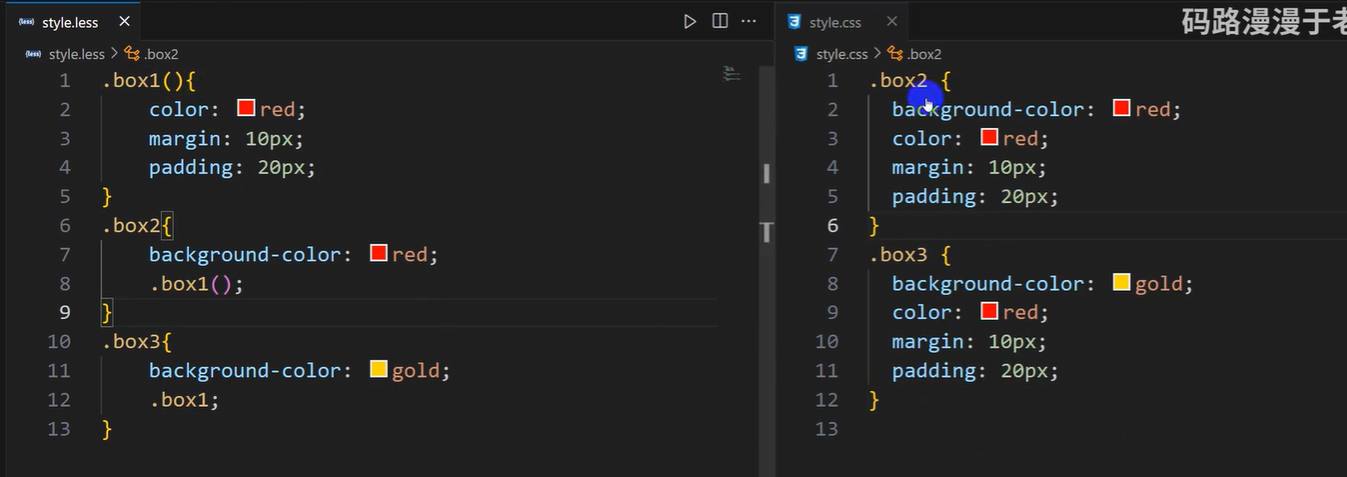 style.less
style.less > .box2
1 .box1(){
2 color: red;
3 margin: 10px;
4 padding: 20px;
5 }
6 .box2{
7 background-color: red;
8 .box1();
9 }
10 .box3{
11 background-color: gold;
12 .box1;
13 }
style.css
码路漫漫于老
style.css > .box2
1 .box2 {
2 background-color: red;
3 color: red;
4 margin: 10px;
5 padding: 20px;
6 }
7 .box3 {
8 background-color: gold;
9 color: red;
10 margin: 10px;
11 padding: 20px;
12 }
13